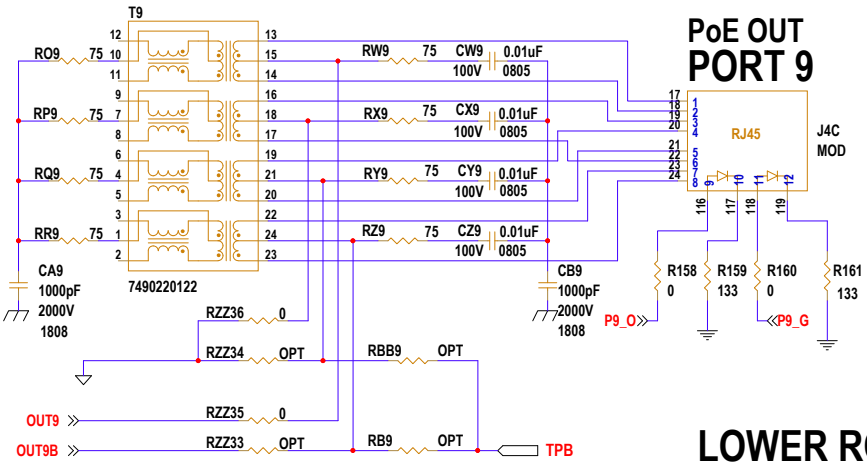 T9
12 13
RO9 75 10 15 RW9 75 CW9 0.01uF
11 14 100V 0805
9 16
RP9 75 7 18 RX9 75 CX9 0.01uF
8 17 100V 0805
6 19
RQ9 75 4 21 RY9 75 CY9 0.01uF
5 20 100V 0805
3 22
RR9 75 1 24 RZ9 75 CZ9 0.01uF
2 23 100V 0805
7490220122
CA9
1000pF
2000V
1808
CB9
1000pF
2000V
1808
PoE OUT
PORT 9
17 1
18 2
19 3
20 4
21 5
22 6
23 7
24 8
RJ45
J4C
MOD
9 10 11 12
116 117 118 119
R158
0
R159
133
R160
0
R161
133
P9_O
P9_G
RZZ36 0
RZZ34 OPT RBB9 OPT
OUT9 RZZ35 0
OUT9B RZZ33 OPT RB9 OPT TPB
LOWER RO